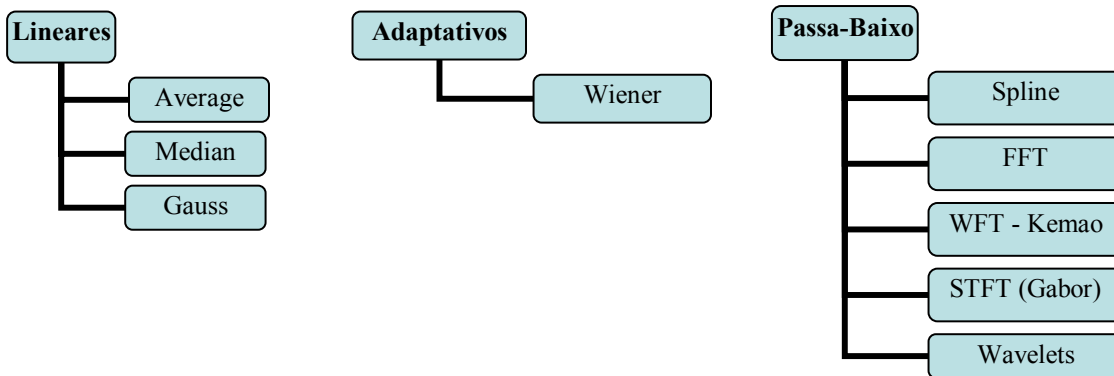 Lineares
Average
Median
Gauss
Adaptativos
Wiener
Passa-Baixo
Spline
FFT
WFT - Kemao
STFT (Gabor)
Wavelets